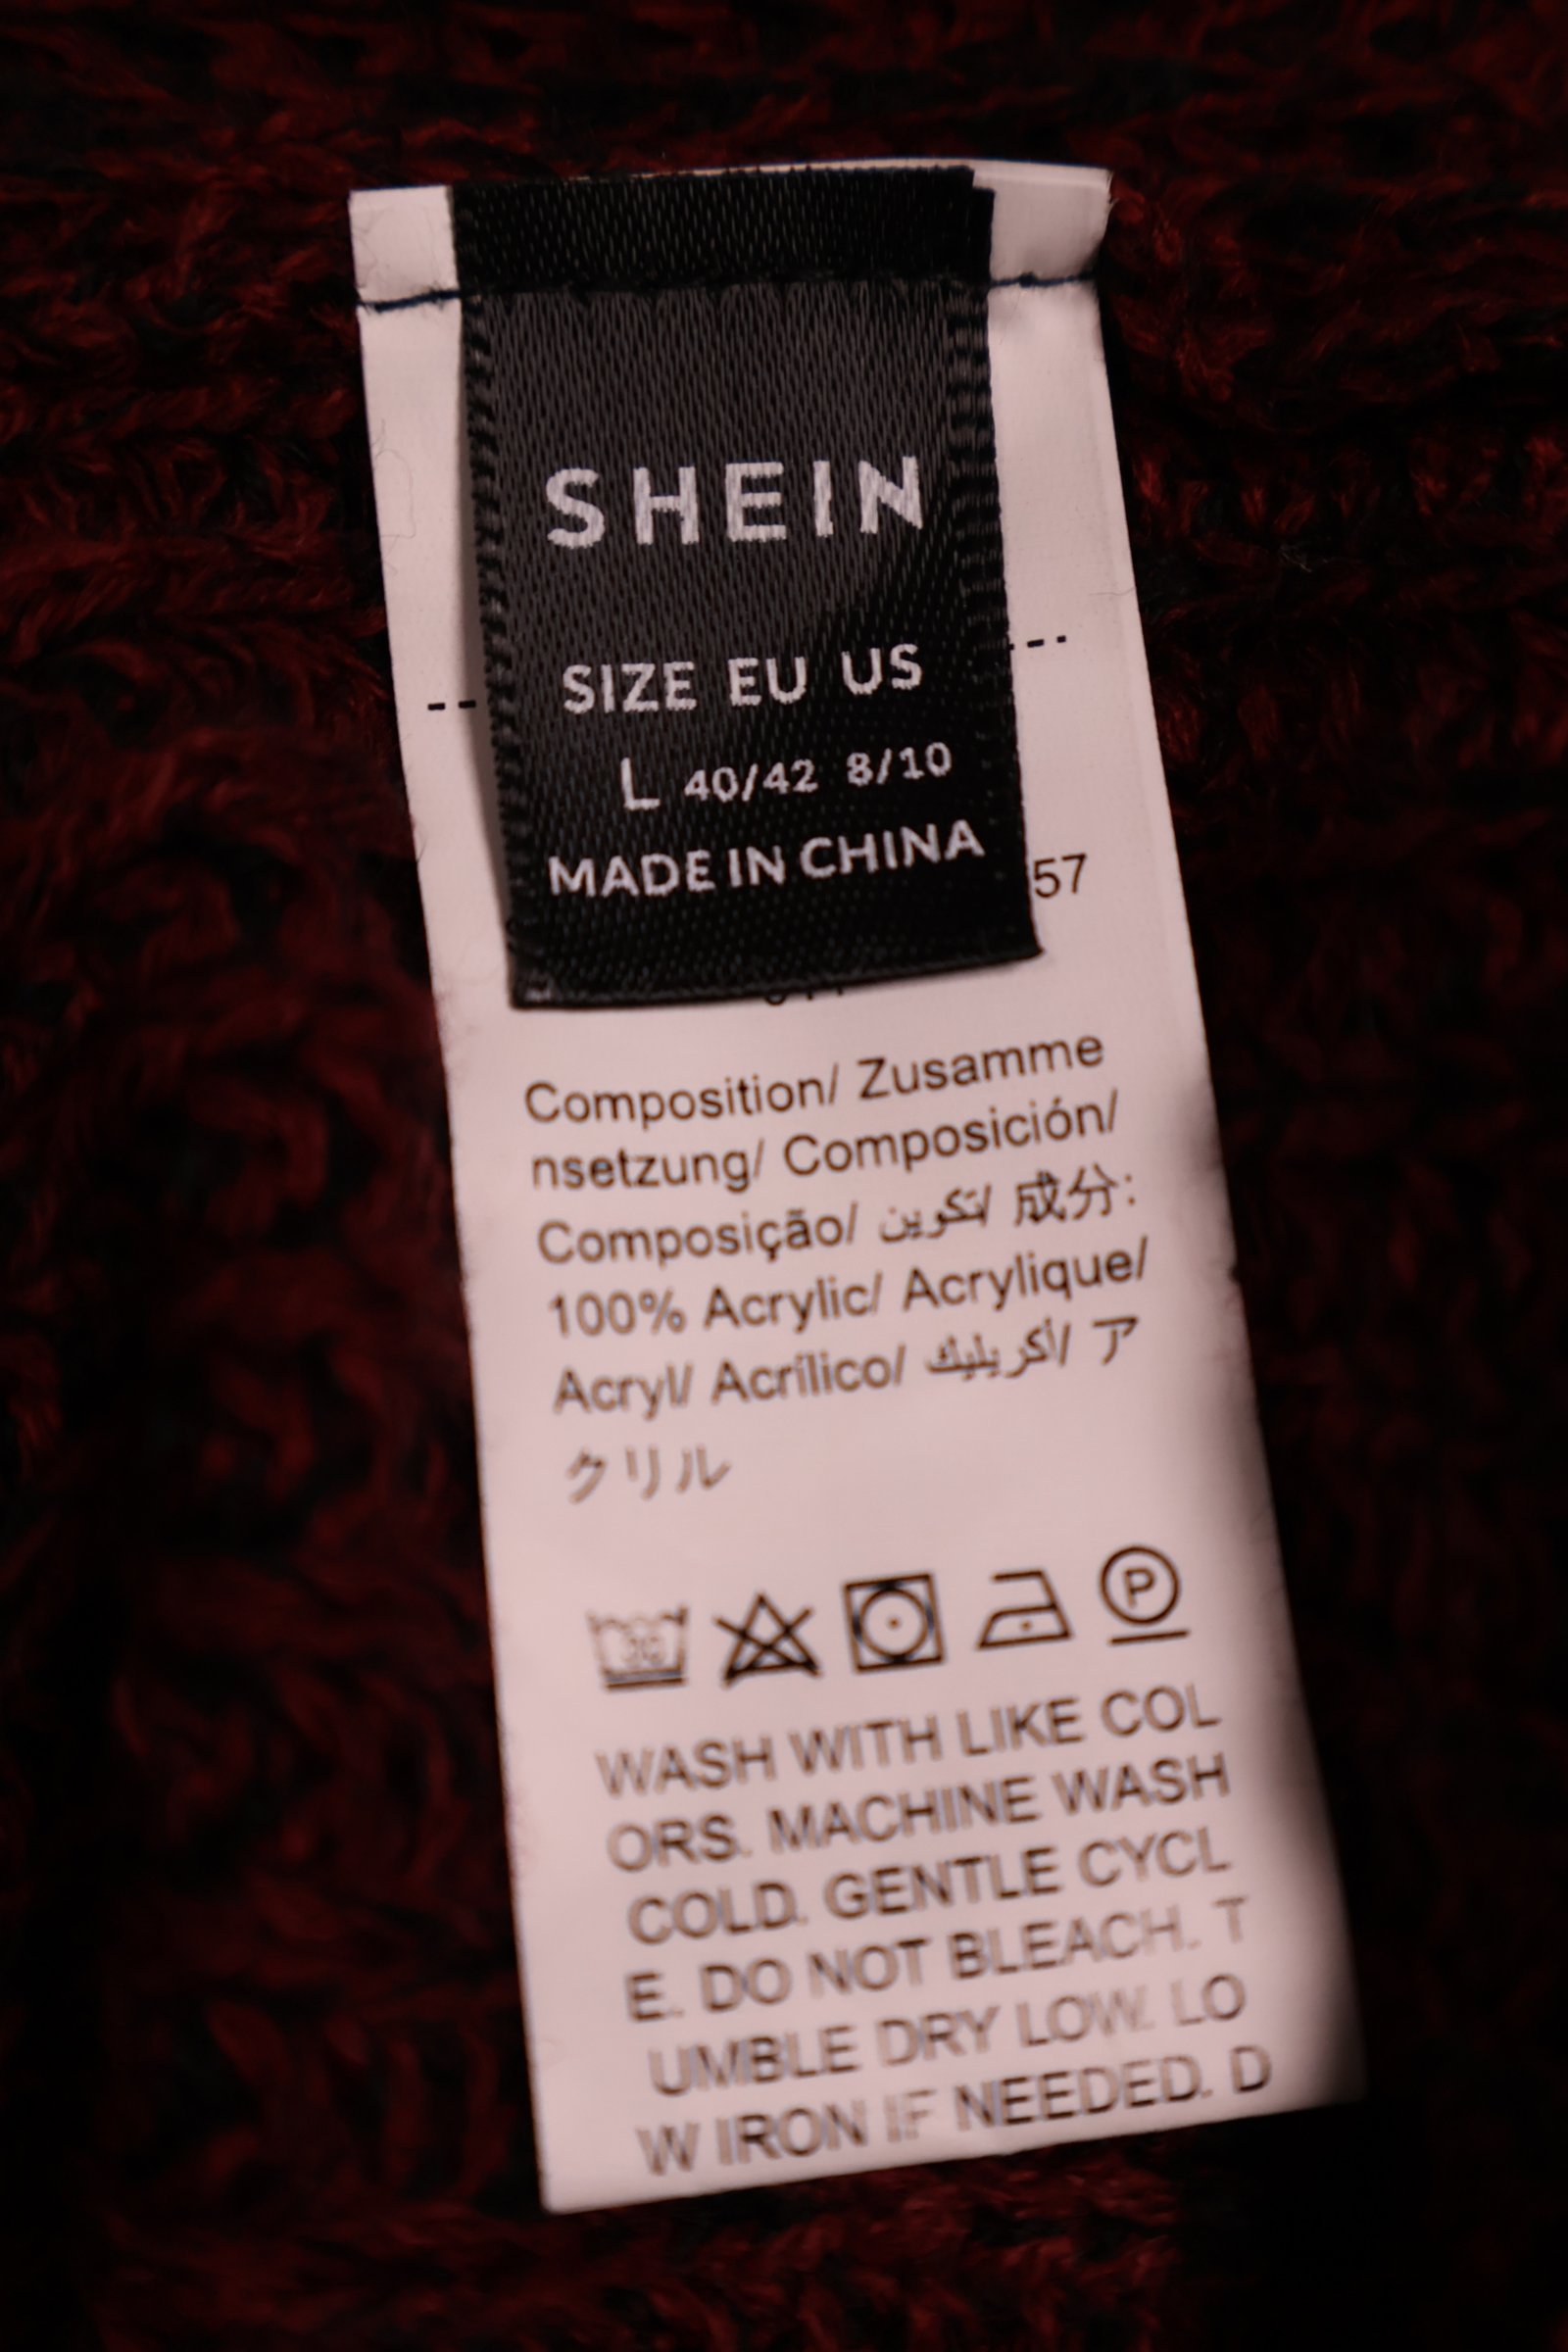 SHEIN
SIZE EU US
L 40/42 8/10
MADE IN CHINA
57
Composition/ Zusamme
nsetzung/ Composición/
Composição/ تكوين/ 成分:
100% Acrylic/ Acrylique/
Acryl/ Acrílico/ أكريليك/ ア
クリル
30
P
WASH WITH LIKE COL
ORS. MACHINE WASH
COLD. GENTLE CYCL
E. DO NOT BLEACH. T
UMBLE DRY LOW. LO
W IRON IF NEEDED. D